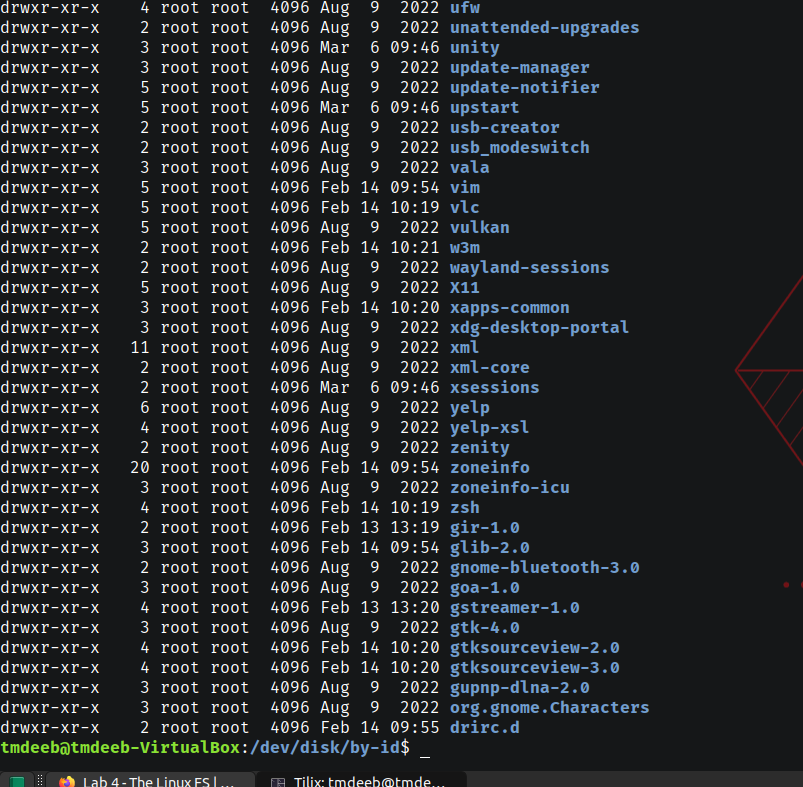 drwxr-xr-x    4 root root  4096 Aug  9  2022 ufw
drwxr-xr-x    2 root root  4096 Aug  9  2022 unattended-upgrades
drwxr-xr-x    3 root root  4096 Mar  6 09:46 unity
drwxr-xr-x    3 root root  4096 Aug  9  2022 update-manager
drwxr-xr-x    5 root root  4096 Aug  9  2022 update-notifier
drwxr-xr-x    5 root root  4096 Mar  6 09:46 upstart
drwxr-xr-x    2 root root  4096 Aug  9  2022 usb-creator
drwxr-xr-x    2 root root  4096 Aug  9  2022 usb_modeswitch
drwxr-xr-x    3 root root  4096 Aug  9  2022 vala
drwxr-xr-x    5 root root  4096 Feb 14 09:54 vim
drwxr-xr-x    5 root root  4096 Feb 14 10:19 vlc
drwxr-xr-x    5 root root  4096 Aug  9  2022 vulkan
drwxr-xr-x    2 root root  4096 Feb 14 10:21 w3m
drwxr-xr-x    2 root root  4096 Aug  9  2022 wayland-sessions
drwxr-xr-x    5 root root  4096 Aug  9  2022 X11
drwxr-xr-x    3 root root  4096 Feb 14 10:20 xapps-common
drwxr-xr-x    3 root root  4096 Aug  9  2022 xdg-desktop-portal
drwxr-xr-x   11 root root  4096 Aug  9  2022 xml
drwxr-xr-x    2 root root  4096 Aug  9  2022 xml-core
drwxr-xr-x    2 root root  4096 Mar  6 09:46 xsessions
drwxr-xr-x    6 root root  4096 Aug  9  2022 yelp
drwxr-xr-x    4 root root  4096 Aug  9  2022 yelp-xsl
drwxr-xr-x    2 root root  4096 Aug  9  2022 zenity
drwxr-xr-x   20 root root  4096 Feb 14 09:54 zoneinfo
drwxr-xr-x    3 root root  4096 Aug  9  2022 zoneinfo-icu
drwxr-xr-x    4 root root  4096 Feb 14 10:19 zsh
drwxr-xr-x    2 root root  4096 Feb 13 13:19 gir-1.0
drwxr-xr-x    3 root root  4096 Feb 14 09:54 glib-2.0
drwxr-xr-x    2 root root  4096 Aug  9  2022 gnome-bluetooth-3.0
drwxr-xr-x    3 root root  4096 Aug  9  2022 goa-1.0
drwxr-xr-x    4 root root  4096 Feb 13 13:20 gstreamer-1.0
drwxr-xr-x    3 root root  4096 Aug  9  2022 gtk-4.0
drwxr-xr-x    4 root root  4096 Feb 14 10:20 gtksourceview-2.0
drwxr-xr-x    4 root root  4096 Feb 14 10:20 gtksourceview-3.0
drwxr-xr-x    3 root root  4096 Aug  9  2022 gupnp-dlna-2.0
drwxr-xr-x    3 root root  4096 Aug  9  2022 org.gnome.Characters
drwxr-xr-x    2 root root  4096 Feb 14 09:55 drirc.d
tmdeeb@tmdeeb-VirtualBox:/dev/disk/by-id$ _
Lab 4 - The Linux FS | ... Tilix: tmdeeb@tmde...